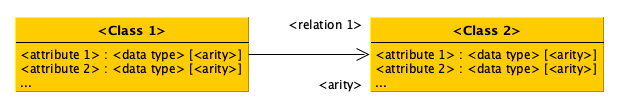 <Class 1>
<attribute 1> : <data type> [<arity>]
<attribute 2> : <data type> [<arity>]
...
<relation 1>
<arity>
<Class 2>
<attribute 1> : <data type> [<arity>]
<attribute 2> : <data type> [<arity>]
...